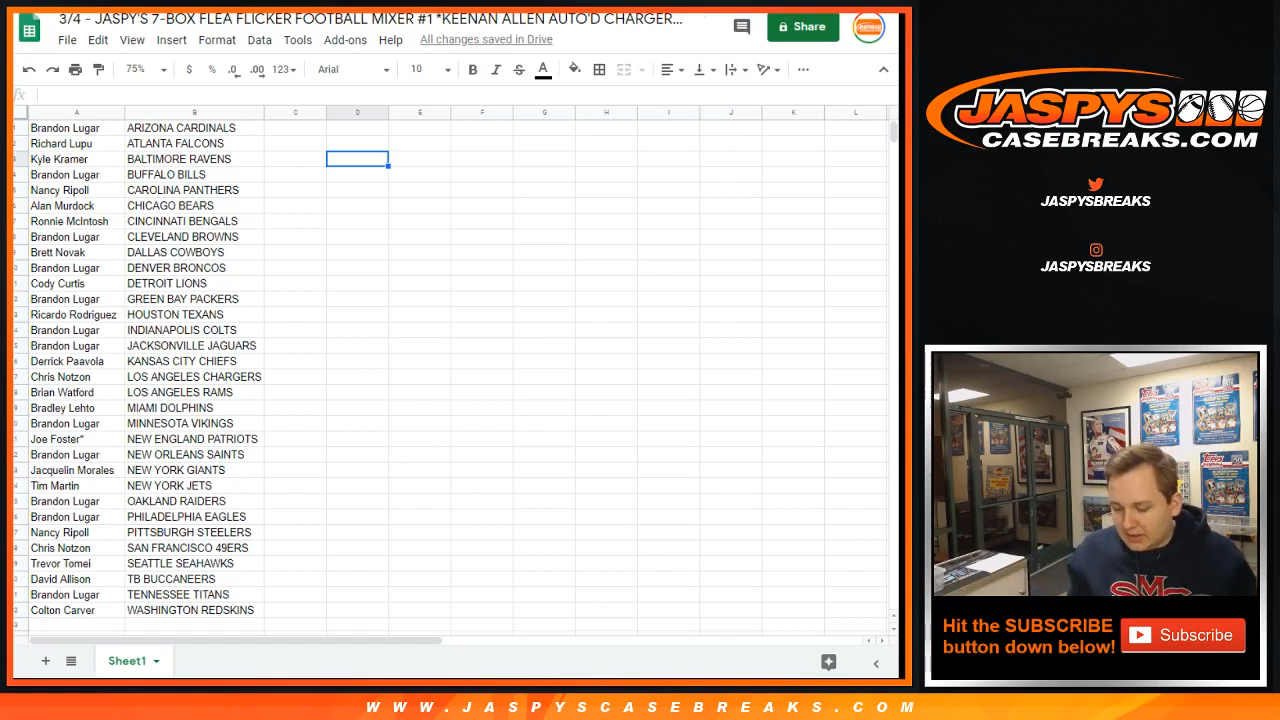 3/4 - JASPY'S 7-BOX FLEA FLICKER FOOTBALL MIXER #1 *KEENAN ALLEN AUTO'D CHARGER...
File Edit View Insert Format Data Tools Add-ons Help All changes saved in Drive
Share
75% $ % .0 .00 123 Arial 10 B I S A
fx
A B C D E F G H I J K L
Brandon Lugar ARIZONA CARDINALS
Richard Lupu ATLANTA FALCONS
Kyle Kramer BALTIMORE RAVENS
Brandon Lugar BUFFALO BILLS
Nancy Ripoll CAROLINA PANTHERS
Alan Murdock CHICAGO BEARS
Ronnie McIntosh CINCINNATI BENGALS
Brandon Lugar CLEVELAND BROWNS
Brett Novak DALLAS COWBOYS
Brandon Lugar DENVER BRONCOS
Cody Curtis DETROIT LIONS
Brandon Lugar GREEN BAY PACKERS
Ricardo Rodriguez HOUSTON TEXANS
Brandon Lugar INDIANAPOLIS COLTS
Brandon Lugar JACKSONVILLE JAGUARS
Derrick Paavola KANSAS CITY CHIEFS
Chris Notzon LOS ANGELES CHARGERS
Brian Watford LOS ANGELES RAMS
Bradley Lehto MIAMI DOLPHINS
Brandon Lugar MINNESOTA VIKINGS
Joe Foster" NEW ENGLAND PATRIOTS
Brandon Lugar NEW ORLEANS SAINTS
Jacquelin Morales NEW YORK GIANTS
Tim Martin NEW YORK JETS
Brandon Lugar OAKLAND RAIDERS
Brandon Lugar PHILADELPHIA EAGLES
Nancy Ripoll PITTSBURGH STEELERS
Chris Notzon SAN FRANCISCO 49ERS
Trevor Tomei SEATTLE SEAHAWKS
David Allison TB BUCCANEERS
Brandon Lugar TENNESSEE TITANS
Colton Carver WASHINGTON REDSKINS
Sheet1
JASPYS
CASEBREAKS.COM
JASPYSBREAKS
JASPYSBREAKS
SMC
Hit the SUBSCRIBE
button down below!
Subscribe
WWW.JASPYSCASEBREAKS.COM